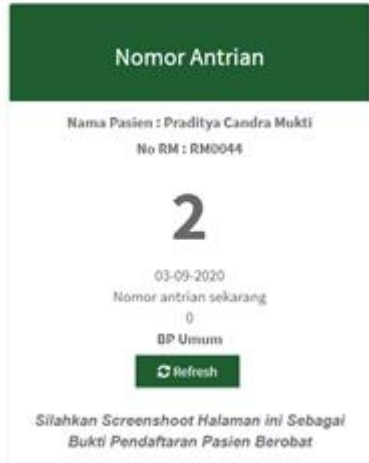 Nomor Antrian
Nama Pasien : Praditya Candra Mukti
No RM : RM0044
2
03-09-2020
Nomor antrian sekarang
0
BP Umum
Refresh
Silahkan Screenshoot Halaman ini Sebagai
Bukti Pendaftaran Pasien Berobat